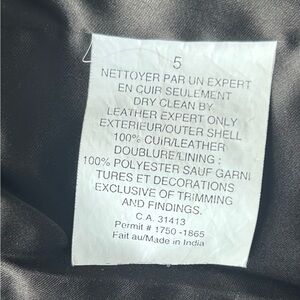 5
NETTOYER PAR UN EXPERT
EN CUIR SEULEMENT
DRY CLEAN BY
LEATHER EXPERT ONLY
EXTERIEUR/OUTER SHELL
100% CUIR/LEATHER
DOUBLURE/LINING :
100% POLYESTER SAUF GARNI
TURES ET DECORATIONS
EXCLUSIVE OF TRIMMING
AND FINDINGS.
C.A. 31413
Permit # 1750 -1865
Fait au/Made in India